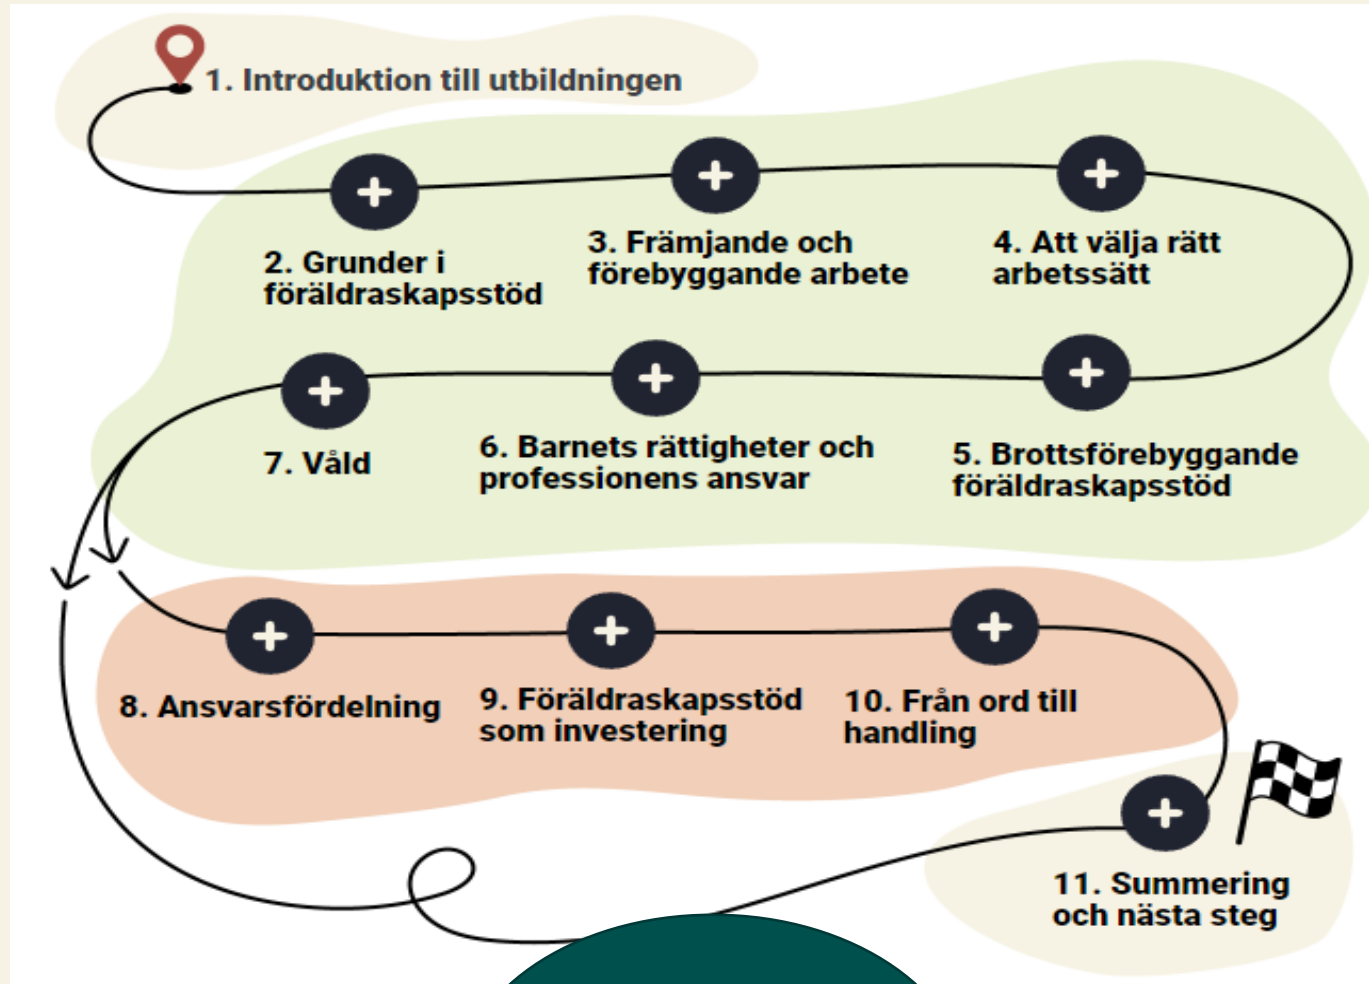 1. Introduktion till utbildningen
2. Grunder i
föräldraskapsstöd
3. Främjande och
förebyggande arbete
4. Att välja rätt
arbetssätt
5. Brottsförebyggande
föräldraskapsstöd
6. Barnets rättigheter och
professionens ansvar
7. Våld
8. Ansvarsfördelning
9. Föräldraskapsstöd
som investering
10. Från ord till
handling
11. Summering
och nästa steg